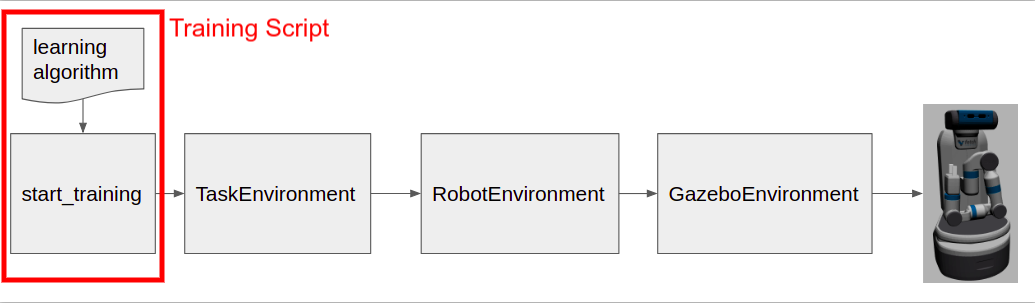 Training Script
learning
algorithm
start_training
TaskEnvironment
RobotEnvironment
GazeboEnvironment